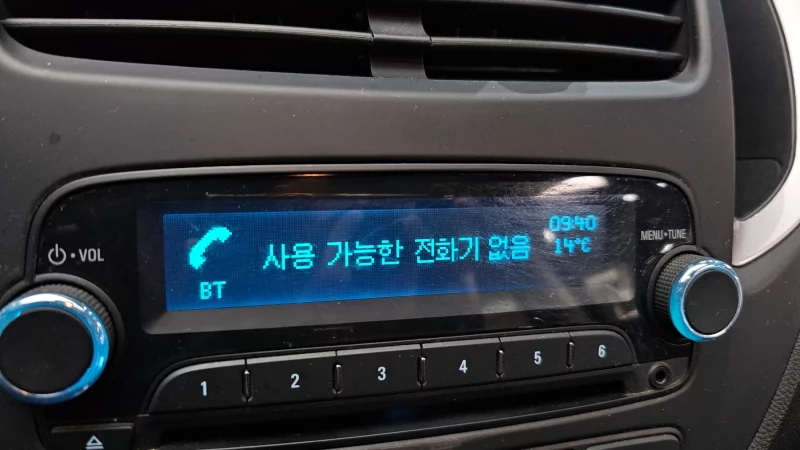 09:40
사용 가능한 전화기 없음
14°C
BT
VOL
MENU•TUNE
1 2 3 4 5 6